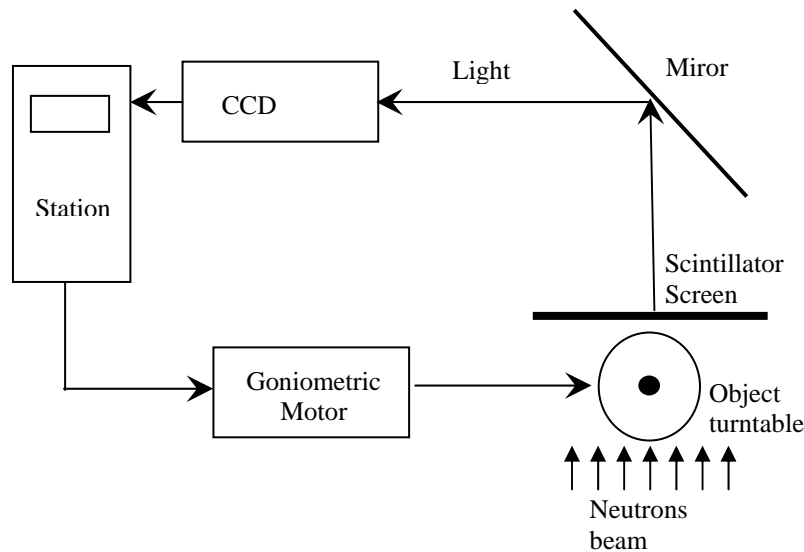 Light
Miror
CCD
Station
Scintillator
Screen
Goniometric
Motor
Object
turntable
Neutrons
beam